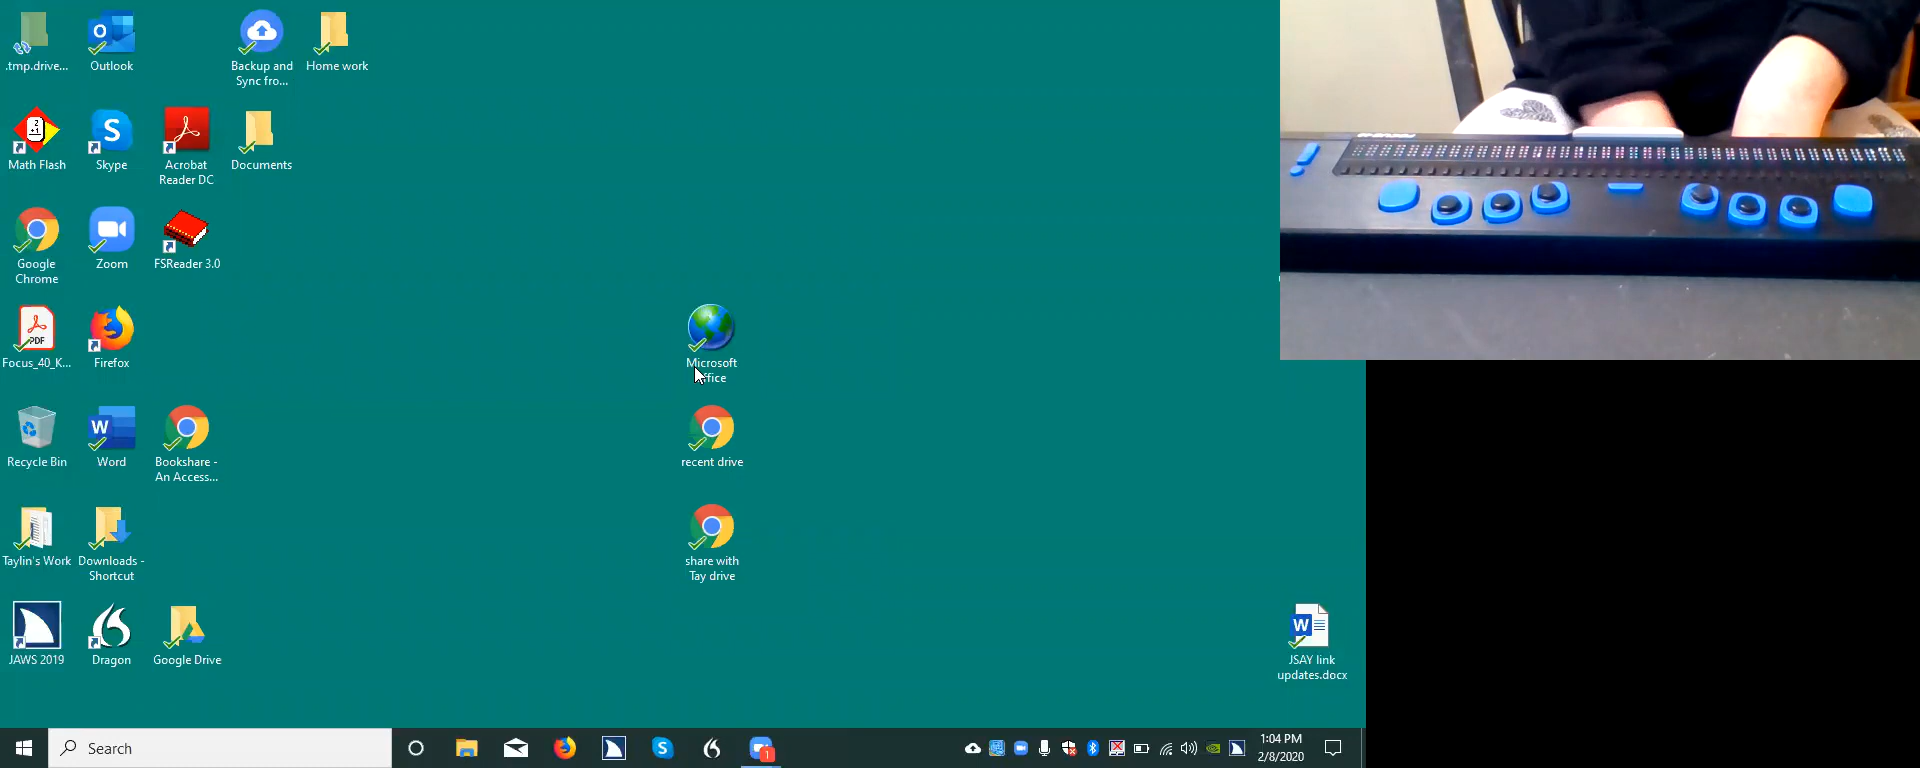 .tmp.drive...
Outlook
Backup and
Sync fro...
Home work
Math Flash
Skype
Acrobat
Reader DC
Documents
Google
Chrome
Zoom
FSReader 3.0
PDF
Focus_40_K...
Firefox
Microsoft
Office
Recycle Bin
Word
Bookshare -
An Access...
recent drive
Taylin's Work
Downloads -
Shortcut
share with
Tay drive
JAWS 2019
Dragon
Google Drive
JSAY link
updates.docx
Search
1
1:04 PM
2/8/2020